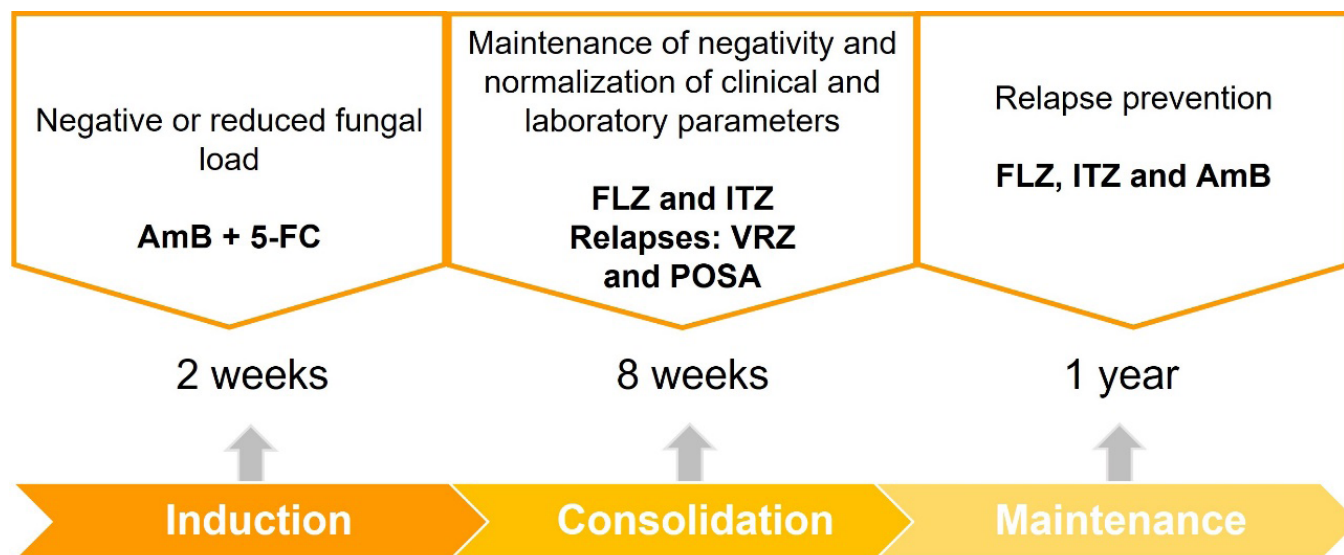 Negative or reduced fungal
load
AmB + 5-FC
Maintenance of negativity and
normalization of clinical and
laboratory parameters
FLZ and ITZ
Relapses: VRZ
and POSA
Relapse prevention
FLZ, ITZ and AmB
2 weeks
8 weeks
1 year
Induction
Consolidation
Maintenance